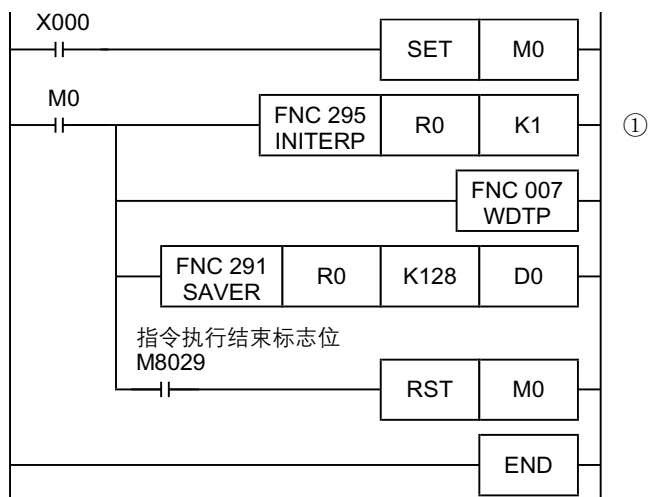 X000
SET M0
M0
FNC 295 INITERP R0 K1 ①
FNC 007
WDTP
FNC 291 SAVER R0 K128 D0
指令执行结束标志位
M8029
RST M0
END